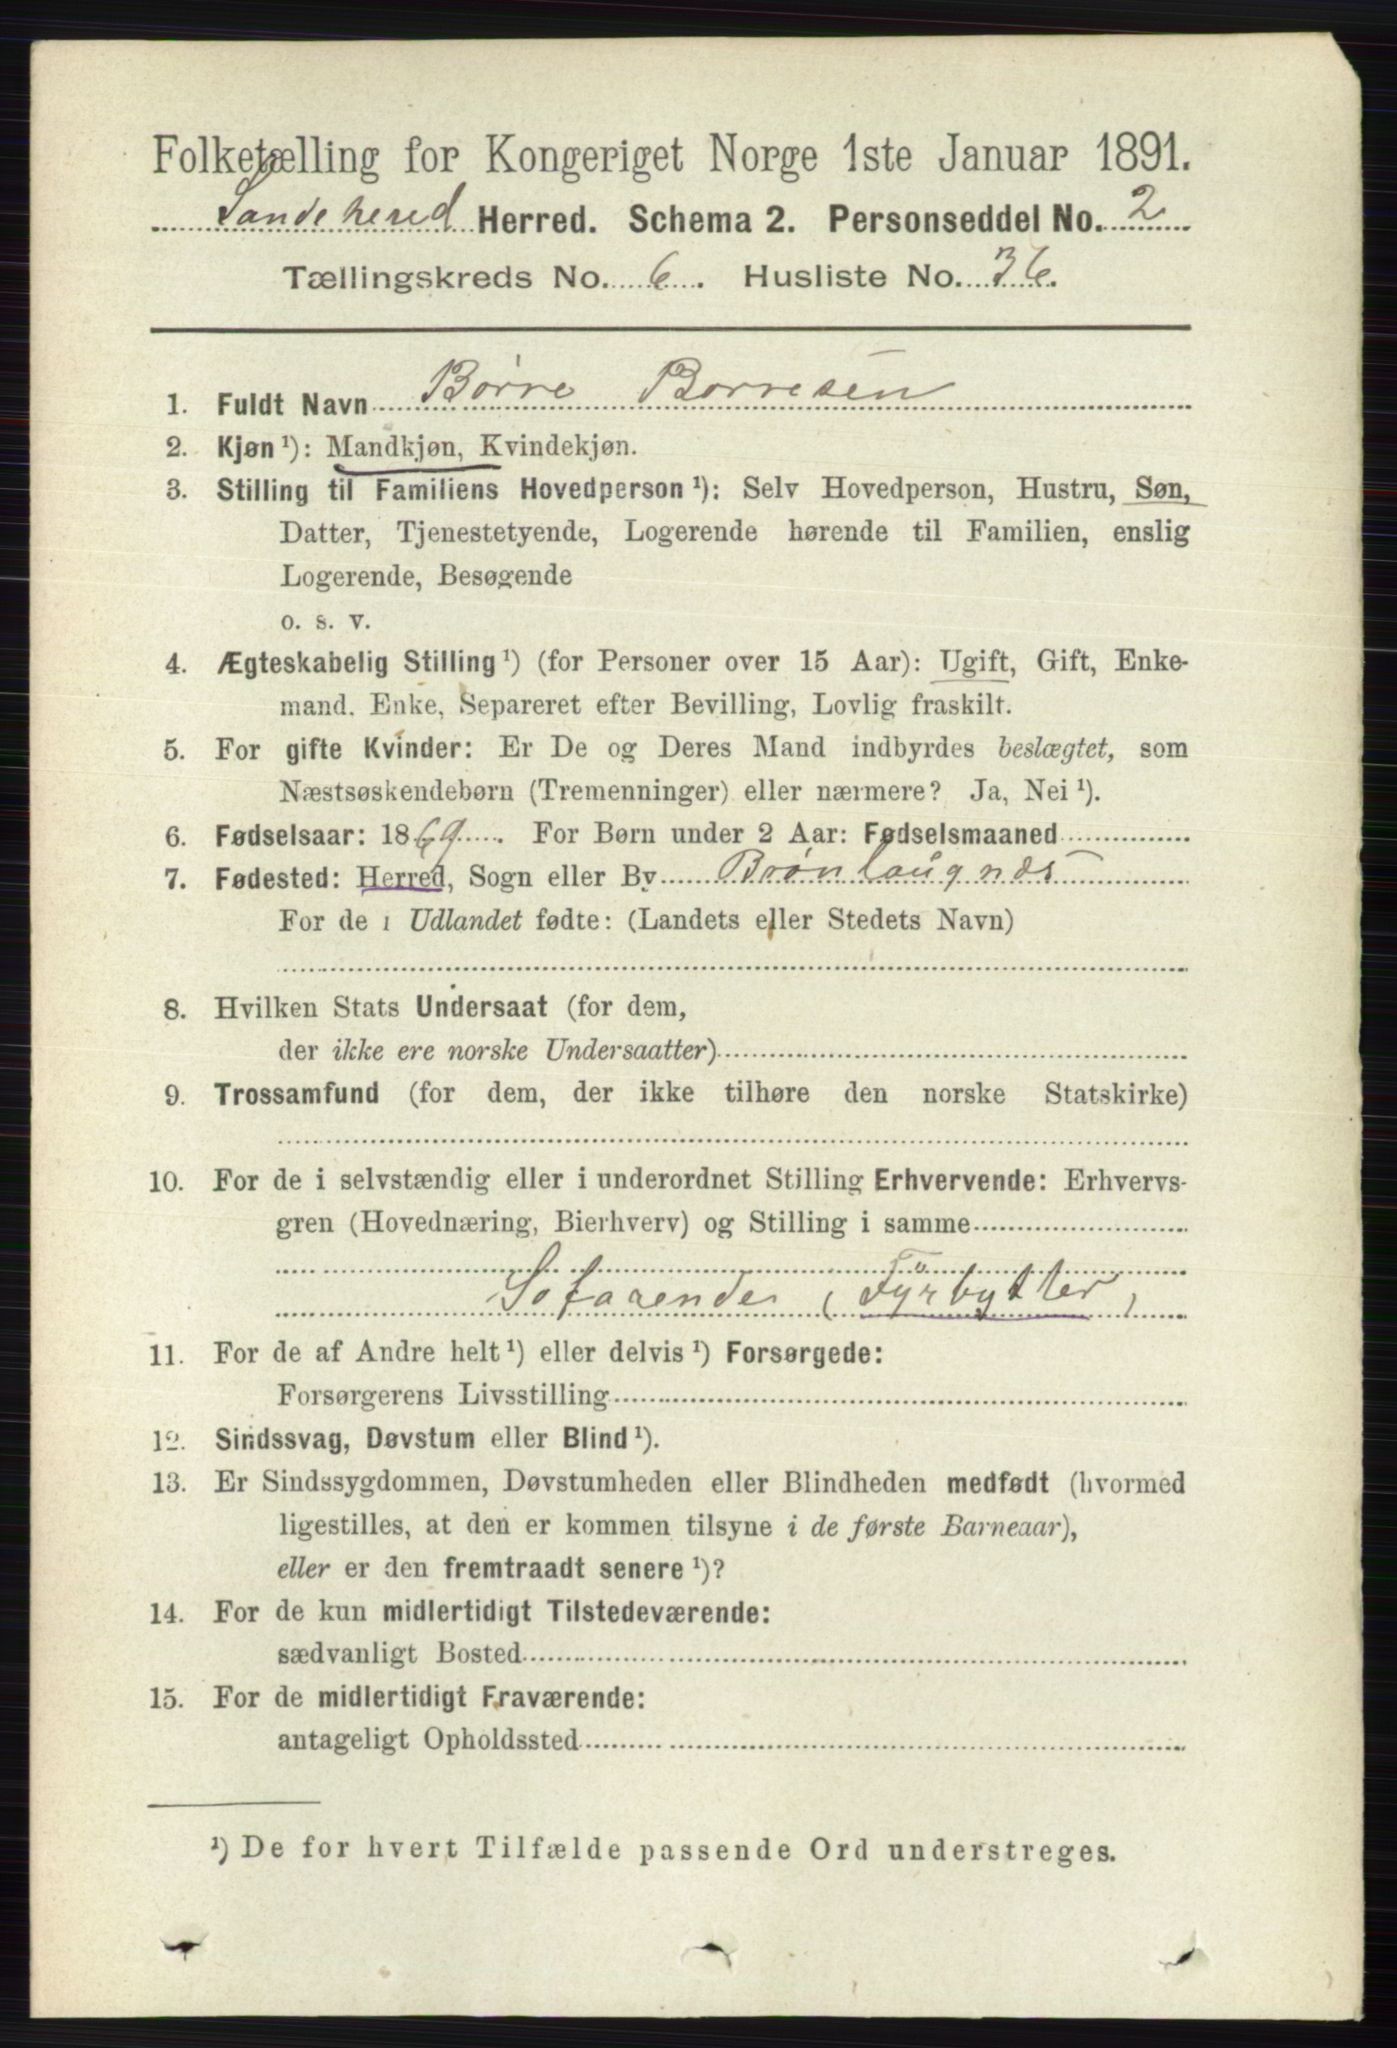 Folketælling for Kongeriget Norge 1ste Januar 1891.
Sandehered Herred. Schema 2. Personseddel No. 2
Tællingskreds No. 6. Husliste No. 36.
1. Fuldt Navn Børre Borresen
2. Kjøn ¹): Mandkjøn, Kvindekjøn.
3. Stilling til Familiens Hovedperson ¹): Selv Hovedperson, Hustru, Søn,
Datter, Tjenestetyende, Logerende hørende til Familien, enslig
Logerende, Besøgende
o. s. v.
4. Ægteskabelig Stilling ¹) (for Personer over 15 Aar): Ugift, Gift, Enke-
mand, Enke, Separeret efter Bevilling, Lovlig fraskilt.
5. For gifte Kvinder: Er De og Deres Mand indbyrdes beslægtet, som
Næstsøskendebørn (Tremenninger) eller nærmere? Ja, Nei ¹).
6. Fødselsaar: 1869. For Børn under 2 Aar: Fødselsmaaned
7. Fødested: Herred, Sogn eller By Brønlaugnæs
For de i Udlandet fødte: (Landets eller Stedets Navn)
8. Hvilken Stats Undersaat (for dem,
der ikke ere norske Undersaatter)
9. Trossamfund (for dem, der ikke tilhøre den norske Statskirke)
10. For de i selvstændig eller i underordnet Stilling Erhvervende: Erhvervs-
gren (Hovednæring, Bierhverv) og Stilling i samme
Sofarende (Fyrbytter)
11. For de af Andre helt ¹) eller delvis ¹) Forsørgede:
Forsørgerens Livsstilling
12. Sindssvag, Døvstum eller Blind ¹).
13. Er Sindssygdommen, Døvstumheden eller Blindheden medfødt (hvormed
ligestilles, at den er kommen tilsyne i de første Barneaar),
eller er den fremtraadt senere ¹)?
14. For de kun midlertidigt Tilstedeværende:
sædvanligt Bosted
15. For de midlertidigt Fraværende:
antageligt Opholdssted
¹) De for hvert Tilfælde passende Ord understreges.